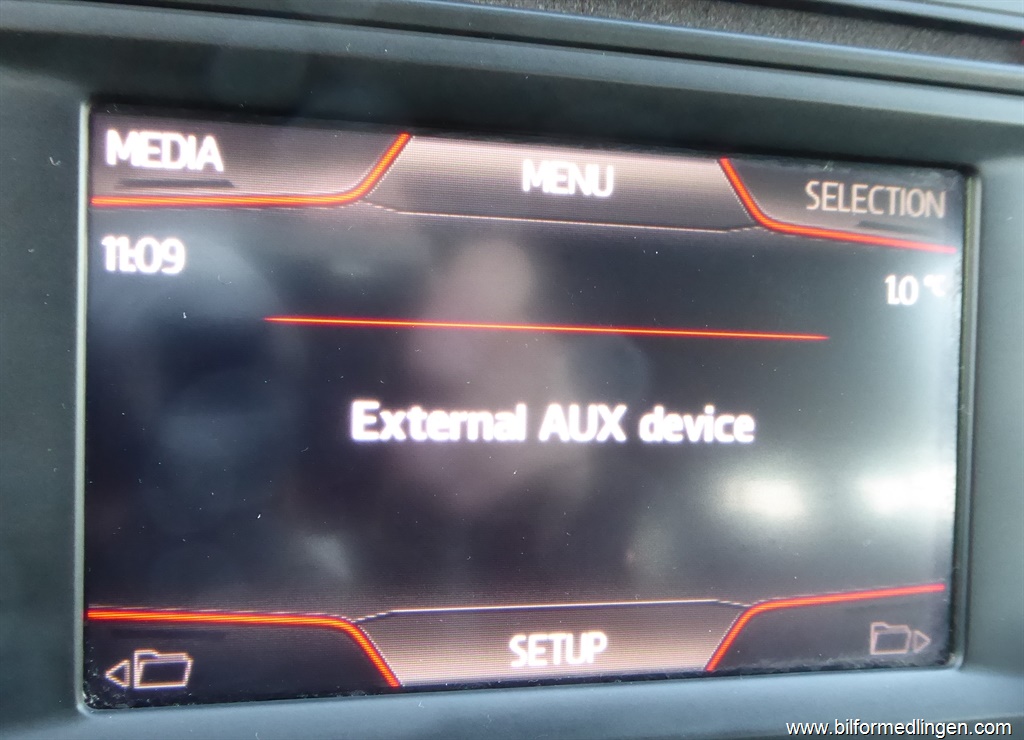 MEDIA
MENU
SELECTION
11:09
1.0 °C
External AUX device
SETUP
www.bilformedlingen.com